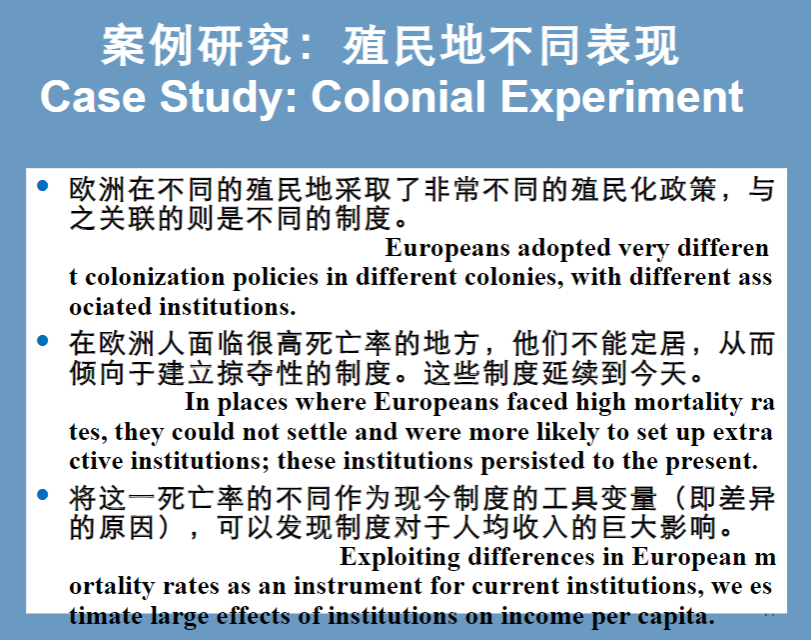 案例研究：殖民地不同表现
Case Study: Colonial Experiment
• 欧洲在不同的殖民地采取了非常不同的殖民化政策，与
之关联的则是不同的制度。
Europeans adopted very differen
t colonization policies in different colonies, with different ass
ociated institutions.
• 在欧洲人面临很高死亡率的地方，他们不能定居，从而
倾向于建立掠夺性的制度。这些制度延续到今天。
In places where Europeans faced high mortality ra
tes, they could not settle and were more likely to set up extra
ctive institutions; these institutions persisted to the present.
• 将这一死亡率的不同作为现今制度的工具变量（即差异
的原因），可以发现制度对于人均收入的巨大影响。
Exploiting differences in European m
ortality rates as an instrument for current institutions, we es
timate large effects of institutions on income per capita.